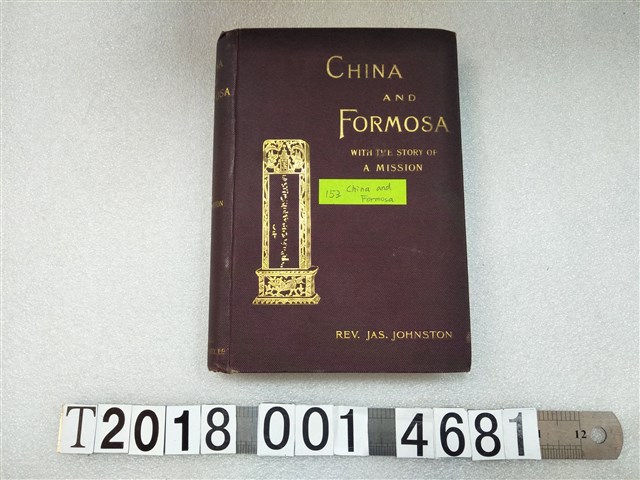 CHINA
AND
FORMOSA
WITH THE STORY OF
A MISSION
153 China and
Formosa
REV. JAS. JOHNSTON
T2018 001 4681
12